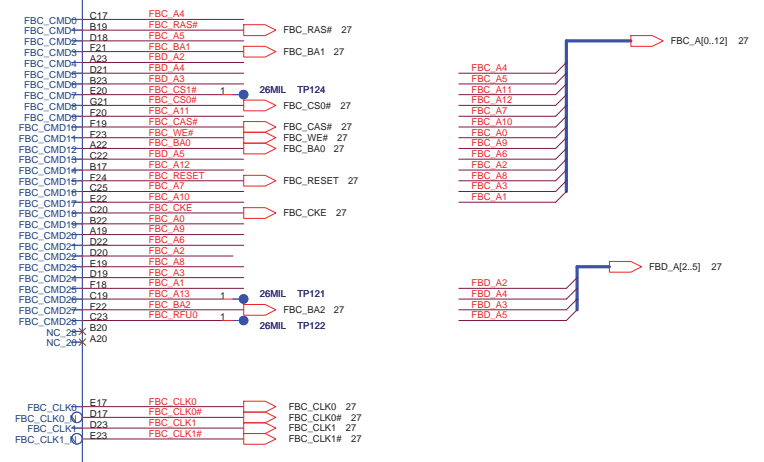 FBC_CMD0 C17 FBC_A4
FBC_CMD1 B19 FBC_RAS# FBC_RAS# 27
FBC_CMD2 D18 FBC_A5
FBC_CMD3 F21 FBC_BA1 FBC_BA1 27
FBC_CMD4 A23 FBD_A2
FBC_CMD5 D21 FBD_A4
FBC_CMD6 B23 FBD_A3
FBC_CMD7 E20 FBC_CS1# 1 26MIL TP124
FBC_CMD8 G21 FBC_CS0# FBC_CS0# 27
FBC_CMD9 F20 FBC_A11
FBC_CMD10 F19 FBC_CAS# FBC_CAS# 27
FBC_CMD11 F23 FBC_WE# FBC_WE# 27
FBC_CMD12 A22 FBC_BA0 FBC_BA0 27
FBC_CMD13 C22 FBD_A5
FBC_CMD14 B17 FBC_A12
FBC_CMD15 F24 FBC_RESET FBC_RESET 27
FBC_CMD16 C25 FBC_A7
FBC_CMD17 E22 FBC_A10
FBC_CMD18 C20 FBC_CKE FBC_CKE 27
FBC_CMD19 B22 FBC_A0
FBC_CMD20 A19 FBC_A9
FBC_CMD21 D22 FBC_A6
FBC_CMD22 D20 FBC_A2
FBC_CMD23 E19 FBC_A8
FBC_CMD24 D19 FBC_A3
FBC_CMD25 F18 FBC_A1
FBC_CMD26 C19 FBC_A13 1 26MIL TP121
FBC_CMD27 F22 FBC_BA2 FBC_BA2 27
FBC_CMD28 C23 FBC_RFU0 1 26MIL TP122
NC_28 B20
NC_29 A20
FBC_CLK0 E17 FBC_CLK0 FBC_CLK0 27
FBC_CLK0_N D17 FBC_CLK0# FBC_CLK0# 27
FBC_CLK1 D23 FBC_CLK1 FBC_CLK1 27
FBC_CLK1_N E23 FBC_CLK1# FBC_CLK1# 27
FBC_A[0..12] 27
FBC_A4
FBC_A5
FBC_A11
FBC_A12
FBC_A7
FBC_A10
FBC_A0
FBC_A9
FBC_A6
FBC_A2
FBC_A8
FBC_A3
FBC_A1
FBD_A[2..5] 27
FBD_A2
FBD_A4
FBD_A3
FBD_A5